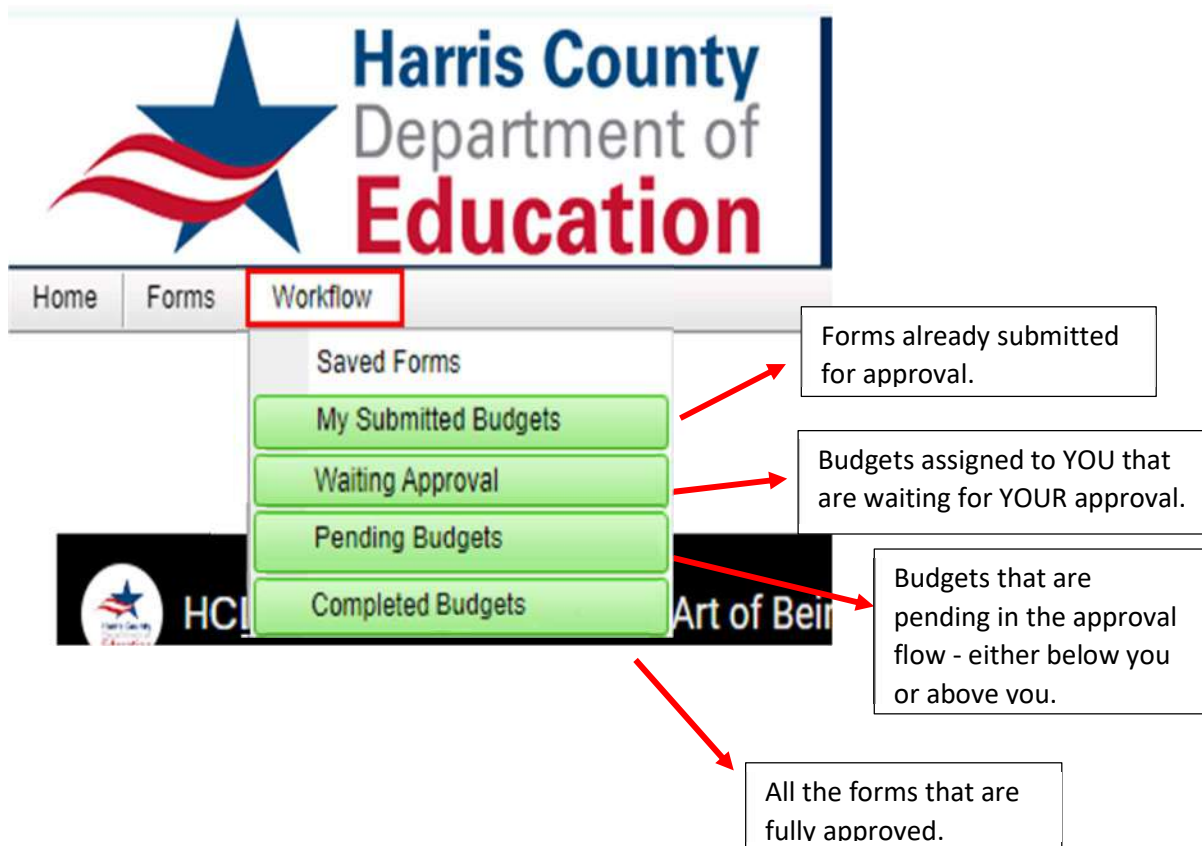 Harris County
Department of
Education
Home Forms Workflow
Saved Forms
My Submitted Budgets
Waiting Approval
Pending Budgets
Completed Budgets
Forms already submitted
for approval.
Budgets assigned to YOU that
are waiting for YOUR approval.
Budgets that are
pending in the approval
flow - either below you
or above you.
All the forms that are
fully approved.
Art of